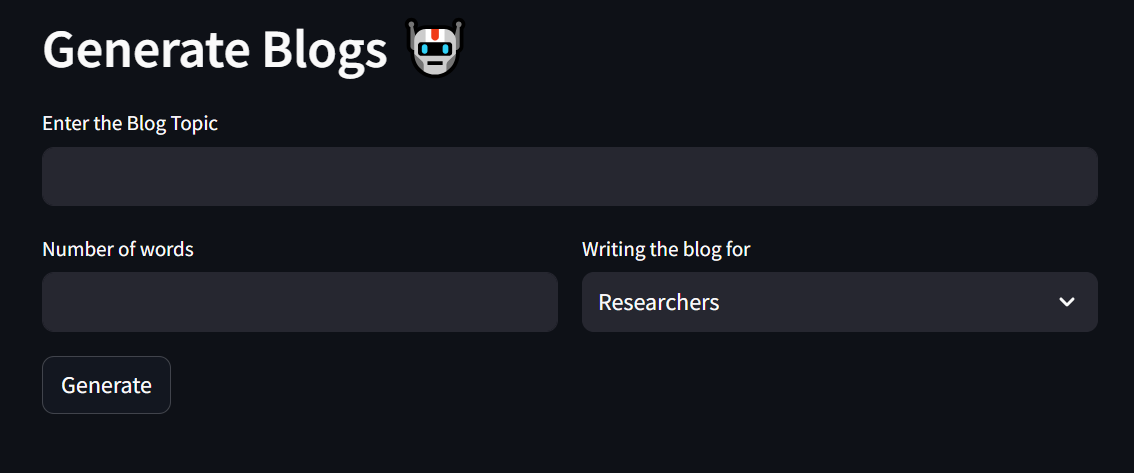 Generate Blogs
Enter the Blog Topic
Number of words
Writing the blog for
Researchers
Generate